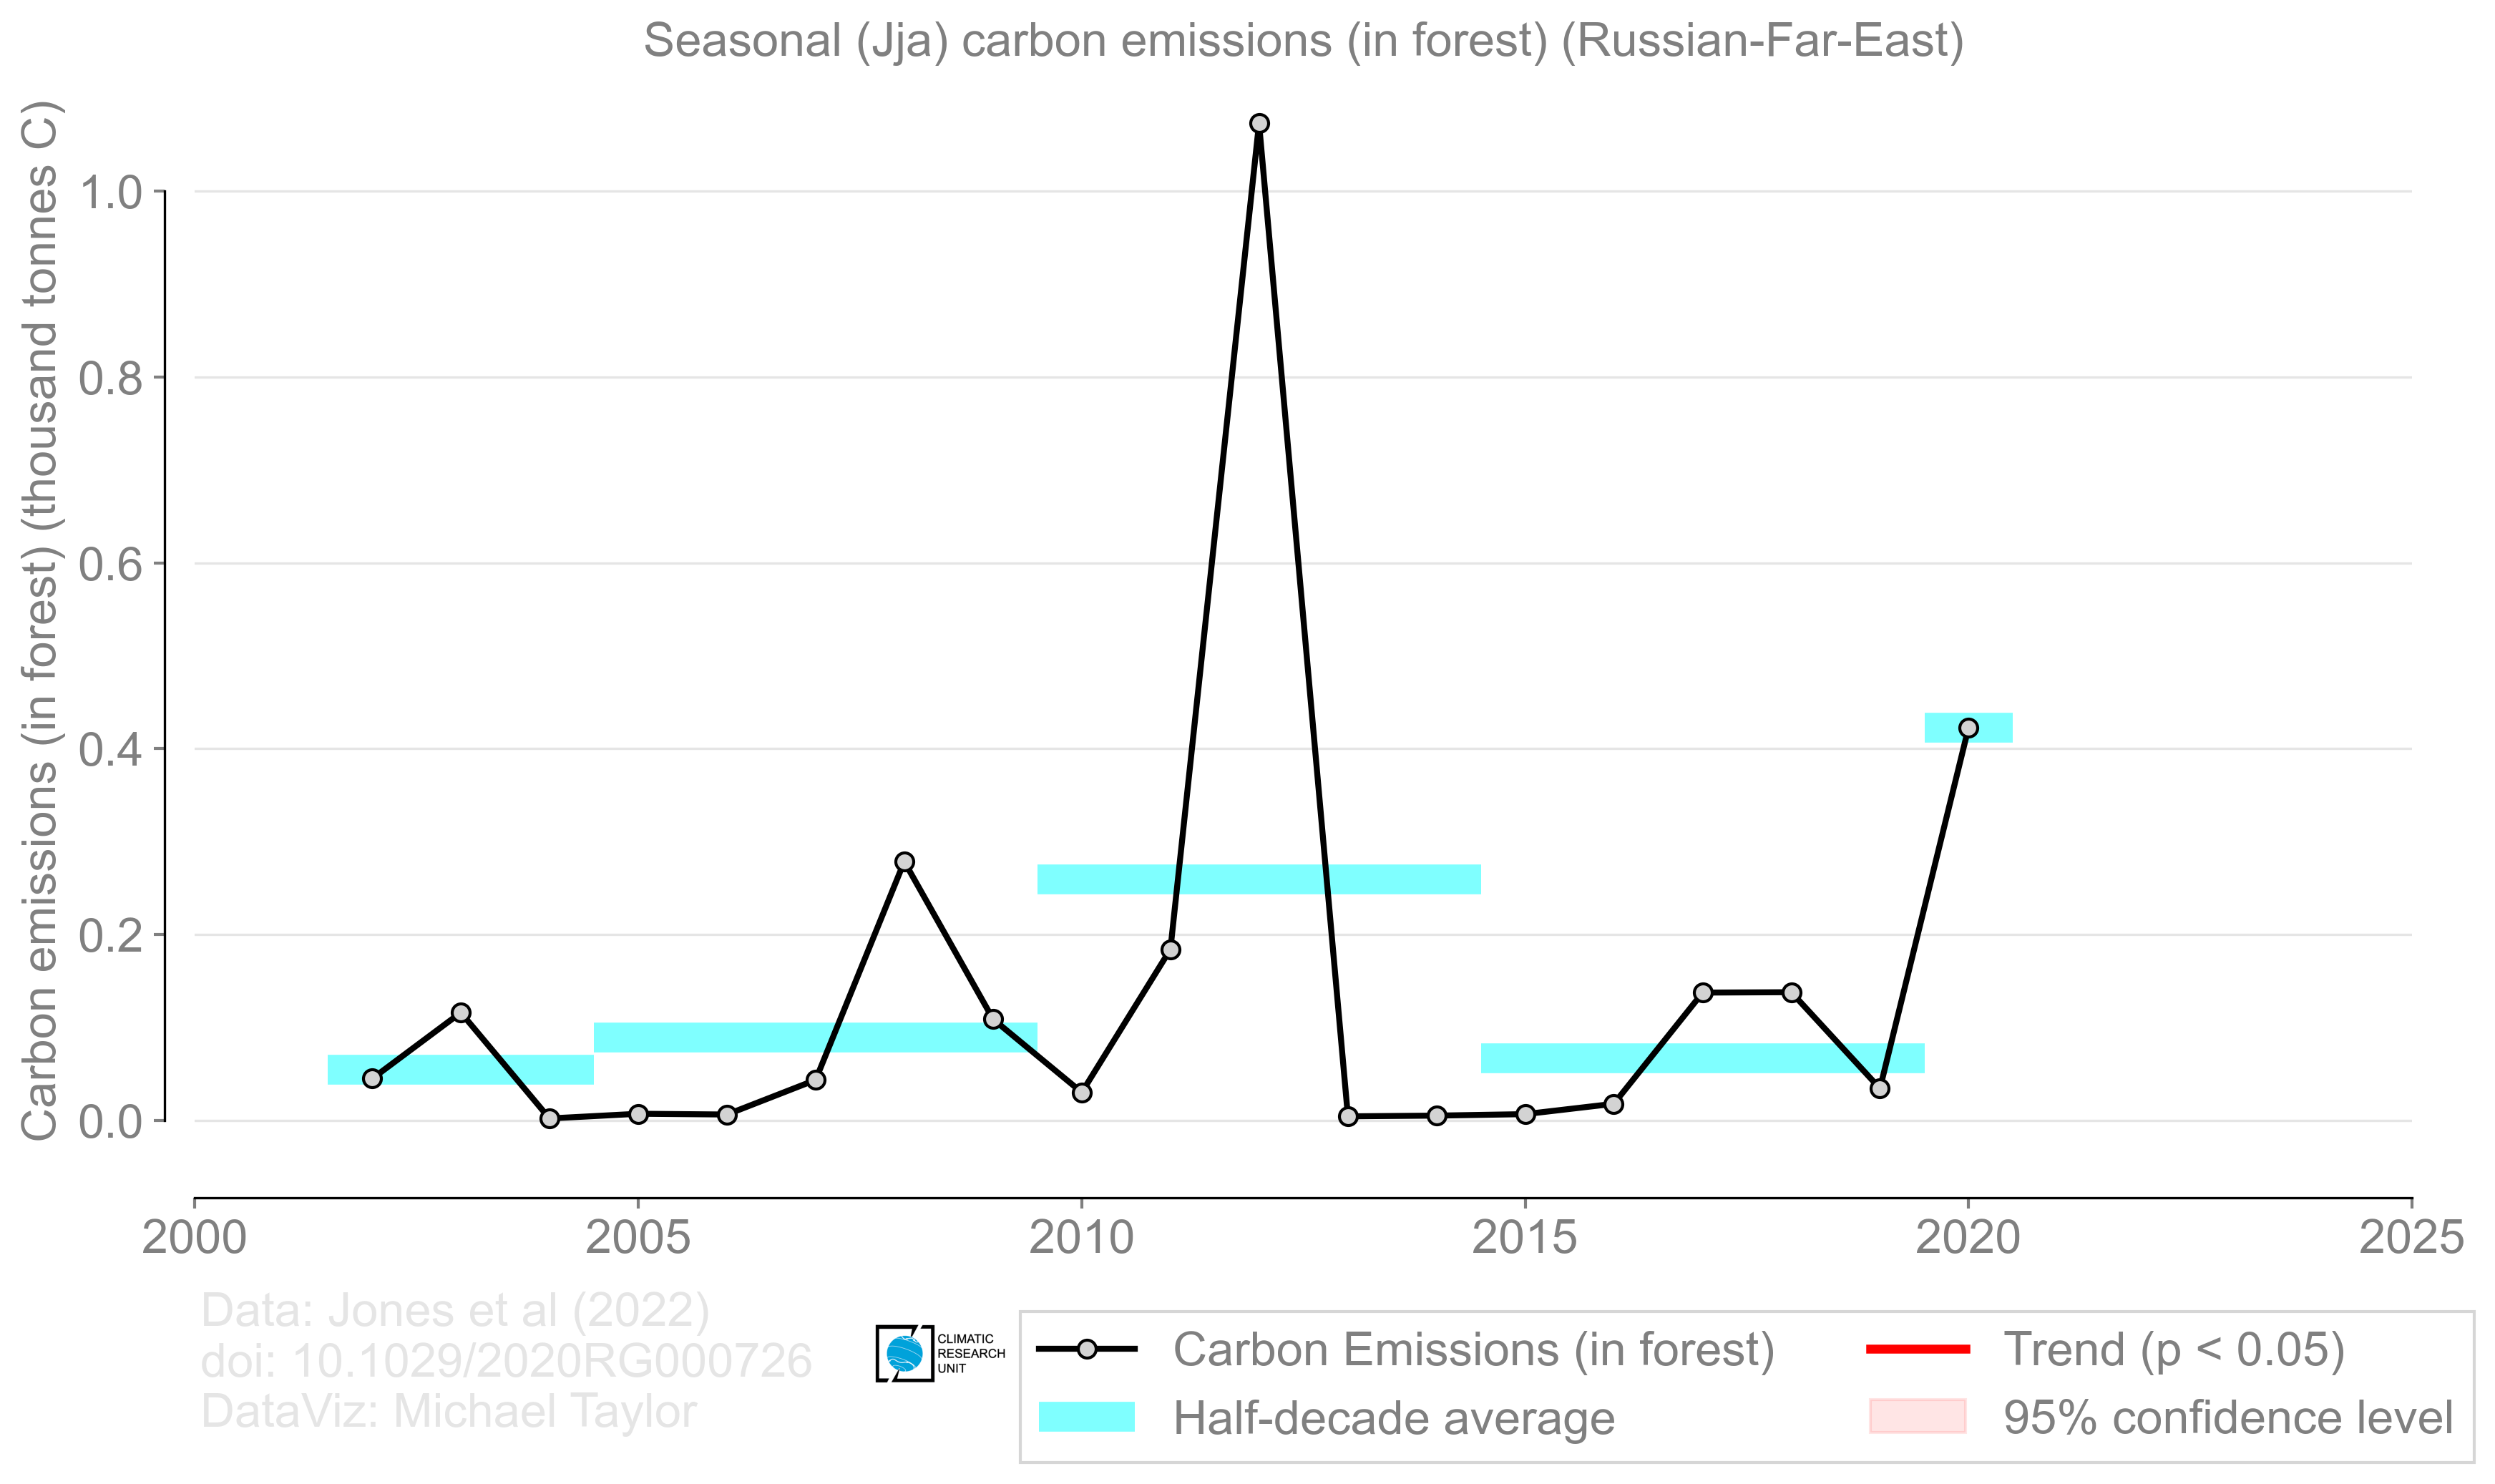 Seasonal (Jja) carbon emissions (in forest) (Russian-Far-East)
Carbon emissions (in forest) (thousand tonnes C)
1.0
0.8
0.6
0.4
0.2
0.0
2000 2005 2010 2015 2020 2025
Data: Jones et al (2022)
doi: 10.1029/2020RG000726
DataViz: Michael Taylor
CLIMATIC
RESEARCH
UNIT
Carbon Emissions (in forest)
Half-decade average
Trend (p < 0.05)
95% confidence level